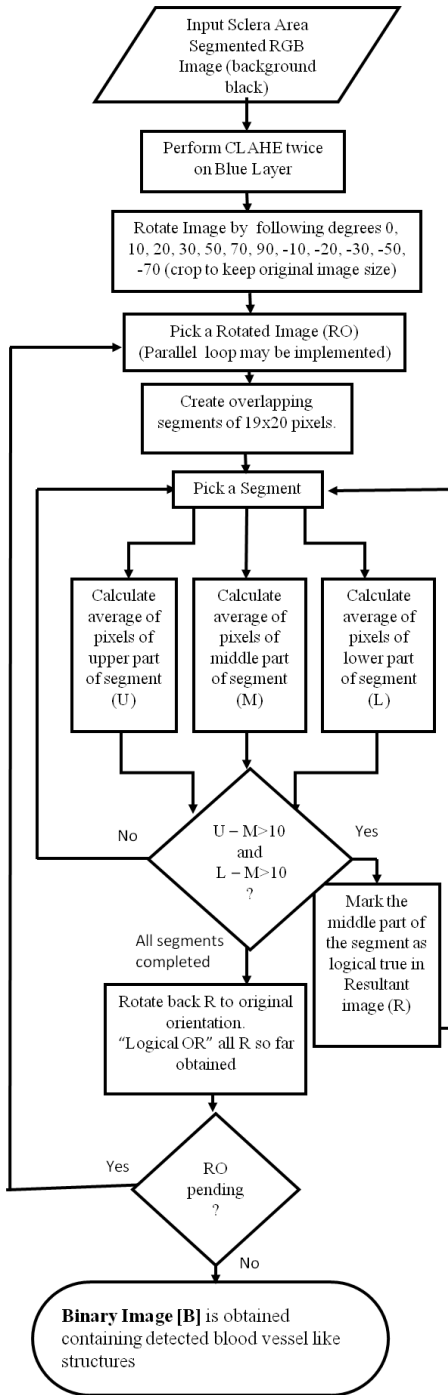 Input Sclera Area
Segmented RGB
Image (background
black)
Perform CLAHE twice
on Blue Layer
Rotate Image by following degrees 0,
10, 20, 30, 50, 70, 90, -10, -20, -30, -50,
-70 (crop to keep original image size)
Pick a Rotated Image (RO)
(Parallel loop may be implemented)
Create overlapping
segments of 19x20 pixels.
Pick a Segment
Calculate
average of
pixels of
upper part
of segment
(U)
Calculate
average of
pixels of
middle part
of segment
(M)
Calculate
average of
pixels of
lower part
of segment
(L)
No
U – M>10
and
L – M>10
?
Yes
Mark the
middle part of
the segment as
logical true in
Resultant
image (R)
All segments
completed
Rotate back R to original
orientation.
“Logical OR” all R so far
obtained
Yes
RO
pending
?
No
Binary Image [B] is obtained
containing detected blood vessel like
structures